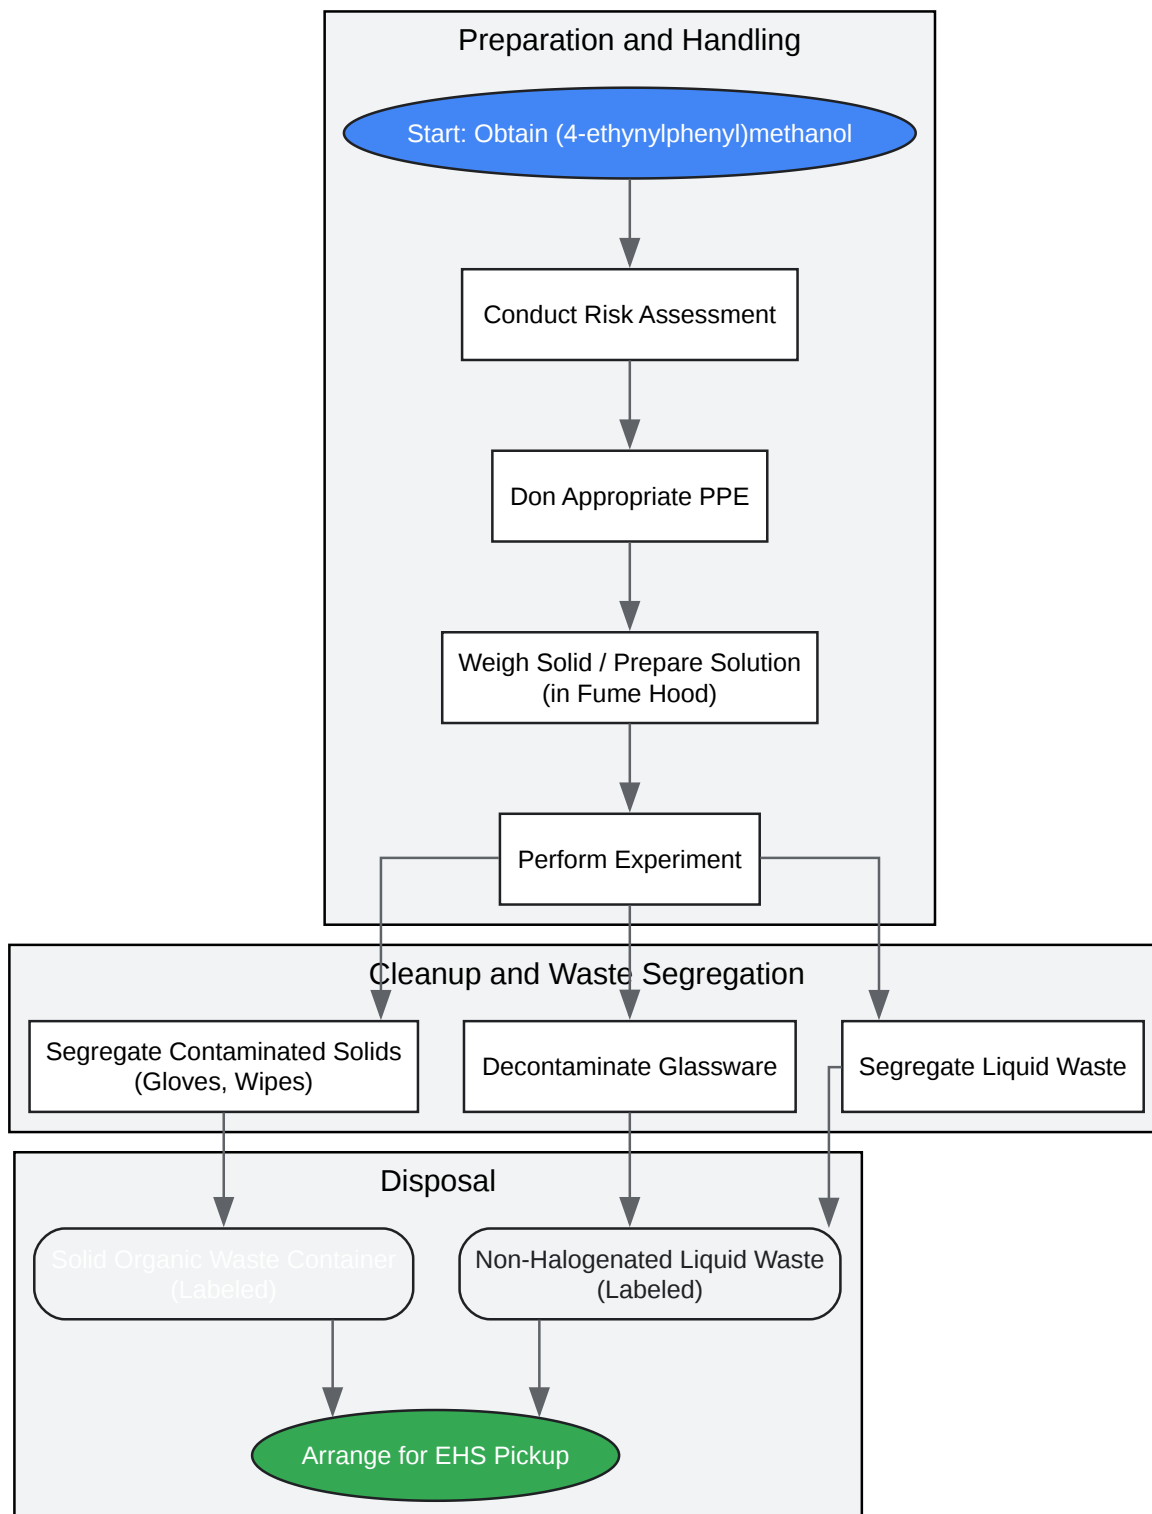 Preparation and Handling
Start: Obtain (4-ethynylphenyl)methanol
Conduct Risk Assessment
Don Appropriate PPE
Weigh Solid / Prepare Solution
(in Fume Hood)
Perform Experiment
Cleanup and Waste Segregation
Segregate Contaminated Solids
(Gloves, Wipes)
Decontaminate Glassware
Segregate Liquid Waste
Disposal
Solid Organic Waste Container
(Labeled)
Non-Halogenated Liquid Waste
(Labeled)
Arrange for EHS Pickup